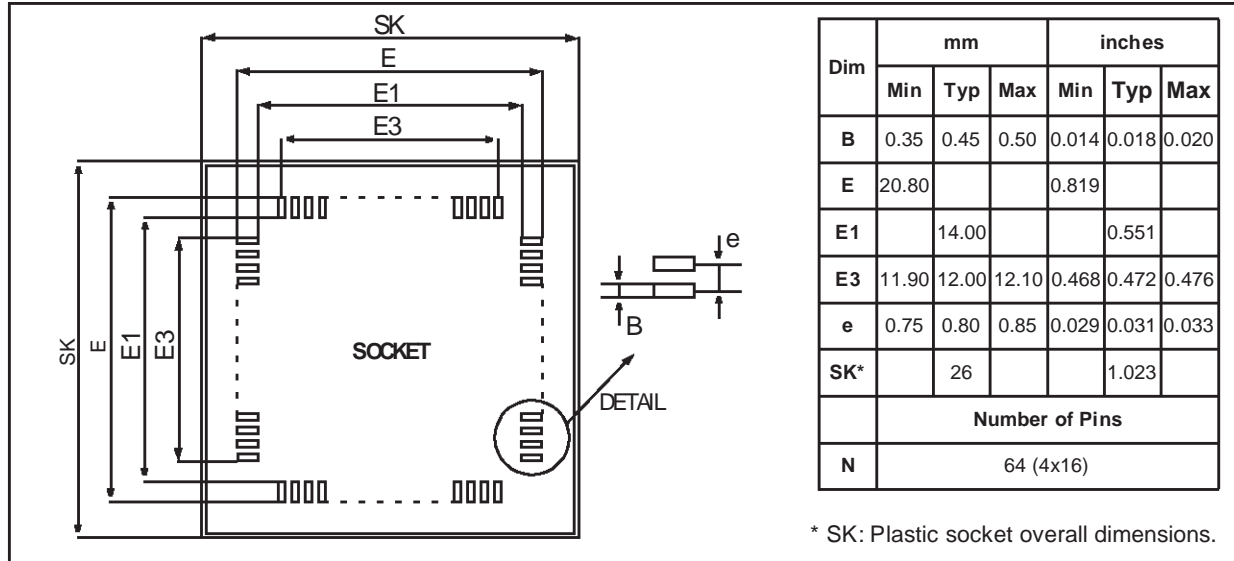 SK
E
E1
E3
SK
E
E1
E3
SOCKET
e
B
DETAIL
Dim mm inches
Min Typ Max Min Typ Max
B 0.35 0.45 0.50 0.014 0.018 0.020
E 20.80 0.819
E1 14.00 0.551
E3 11.90 12.00 12.10 0.468 0.472 0.476
e 0.75 0.80 0.85 0.029 0.031 0.033
SK* 26 1.023
Number of Pins
N 64 (4x16)
* SK: Plastic socket overall dimensions.